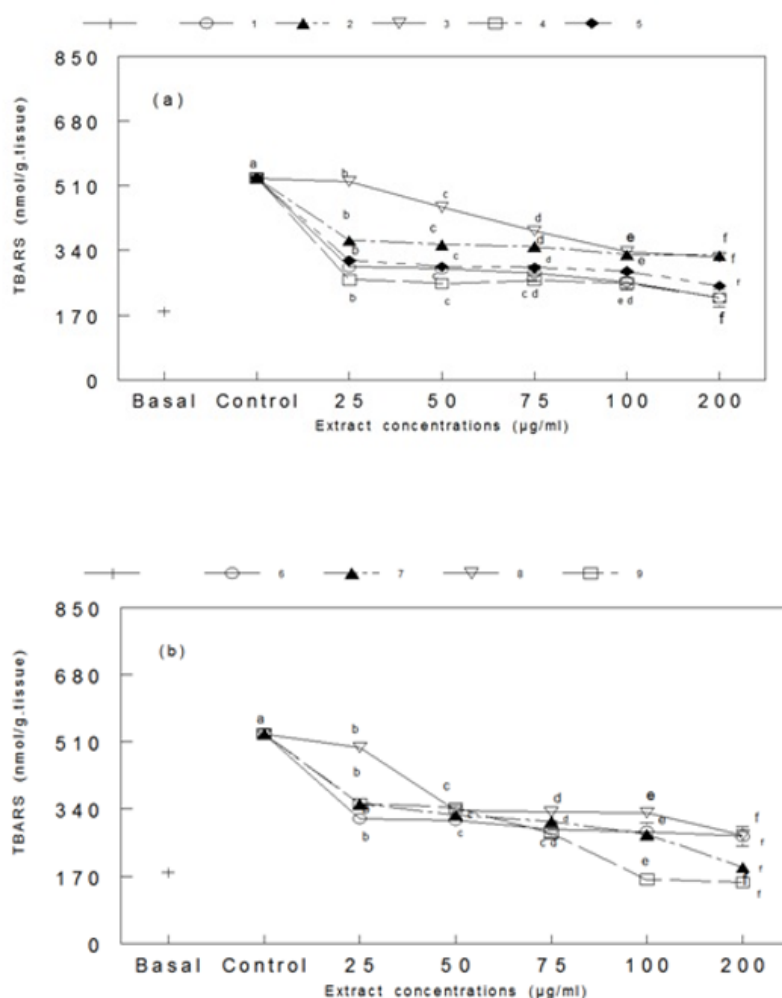 1 2 3 4 5
850
(a)
680
TBARS (nmol/g.tissue)
a b
510
c
b d
c d e f
340
b c d e f
170
b c c d e d r
f
0
Basal Control 25 50 75 100 200
Extract concentrations (µg/ml)
6 7 8 9
850
(b)
680
TBARS (nmol/g.tissue)
a b
510
b c
d e
340
d e f
b c c d r
170
e r
f f
0
Basal Control 25 50 75 100 200
Extract concentrations (µg/ml)